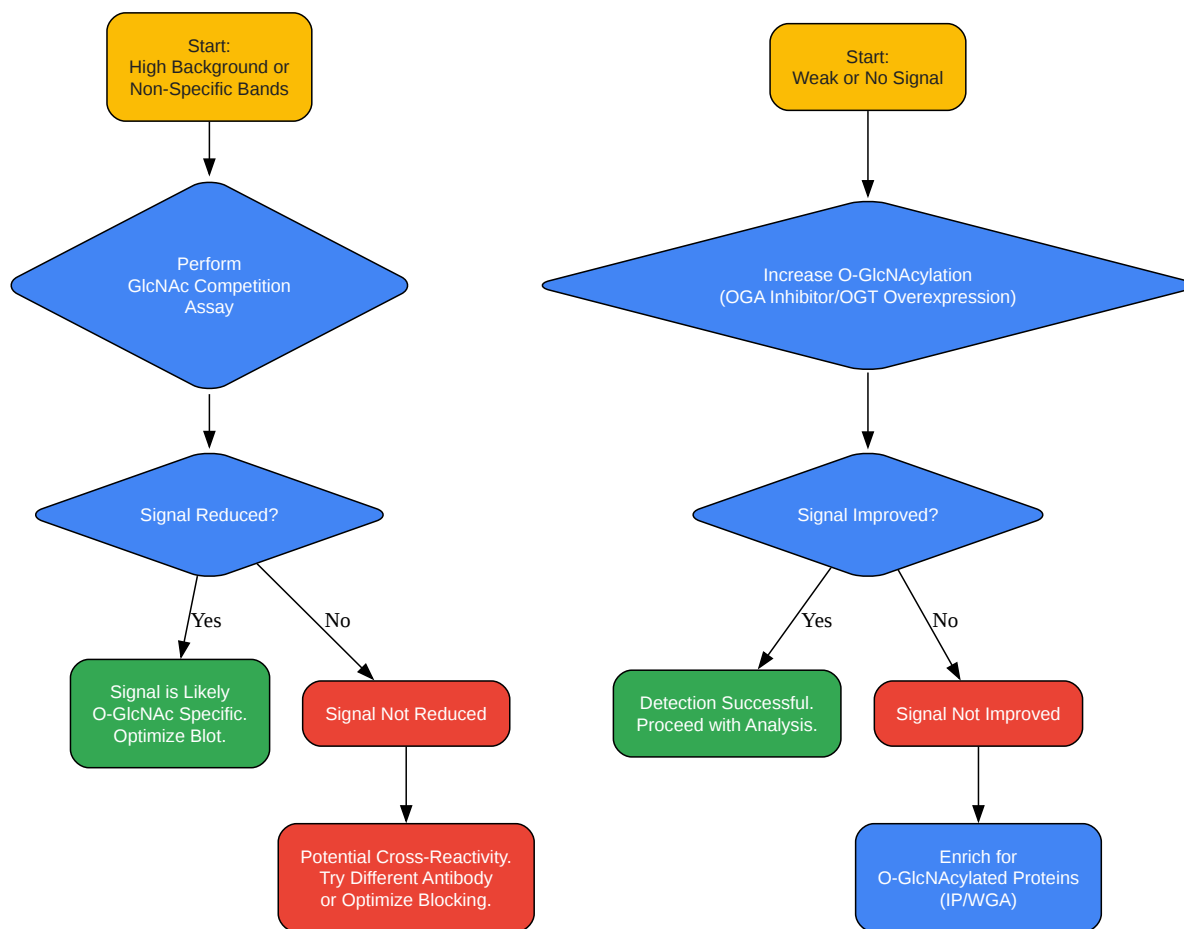 Start:
High Background or
Non-Specific Bands
Perform
GlcNAc Competition
Assay
Signal Reduced?
Yes
No
Signal is Likely
O-GlcNAc Specific.
Optimize Blot.
Signal Not Reduced
Potential Cross-Reactivity.
Try Different Antibody
or Optimize Blocking.
Start:
Weak or No Signal
Increase O-GlcNAcylation
(OGA Inhibitor/OGT Overexpression)
Signal Improved?
Yes
No
Detection Successful.
Proceed with Analysis.
Signal Not Improved
Enrich for
O-GlcNAcylated Proteins
(IP/WGA)